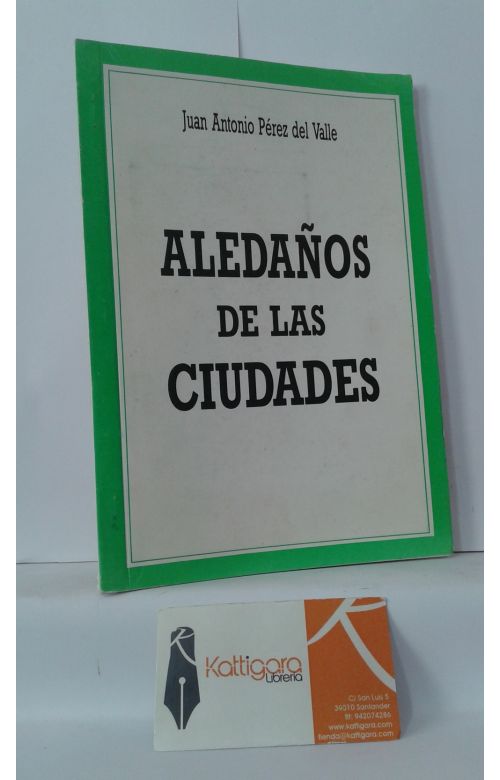 Juan Antonio Pérez del Valle
ALEDAÑOS
DE LAS
CIUDADES
Kattigara
Librería
C/ San Luis 5
39010 Santander
tlf: 942074286
www.kattigara.com
tienda@kattigara.com